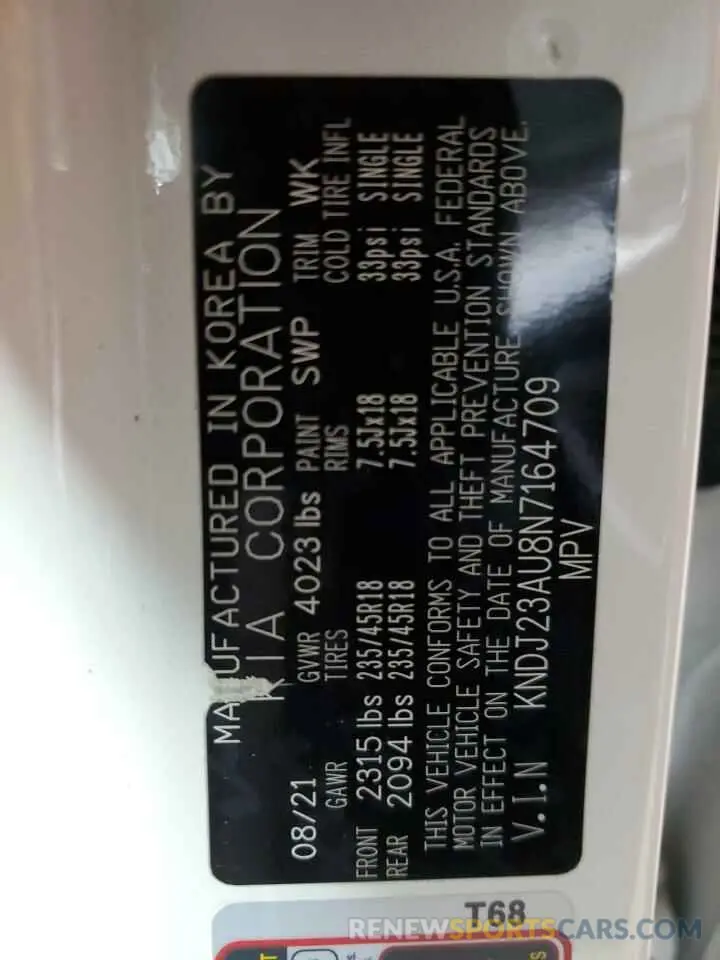 MANUFACTURED IN KOREA BY
KIA CORPORATION
08/21 GVWR 4023 lbs PAINT SWP TRIM WK
GAWR TIRES RIMS COLD TIRE INFL
FRONT 2315 lbs 235/45R18 7.5Jx18 33psi SINGLE
REAR 2094 lbs 235/45R18 7.5Jx18 33psi SINGLE
THIS VEHICLE CONFORMS TO ALL APPLICABLE U.S.A. FEDERAL
MOTOR VEHICLE SAFETY AND THEFT PREVENTION STANDARDS
IN EFFECT ON THE DATE OF MANUFACTURE SHOWN ABOVE.
V.I.N KNDJ23AU8N7164709
MPV
T68
RENEWSPORTSCARS.COM